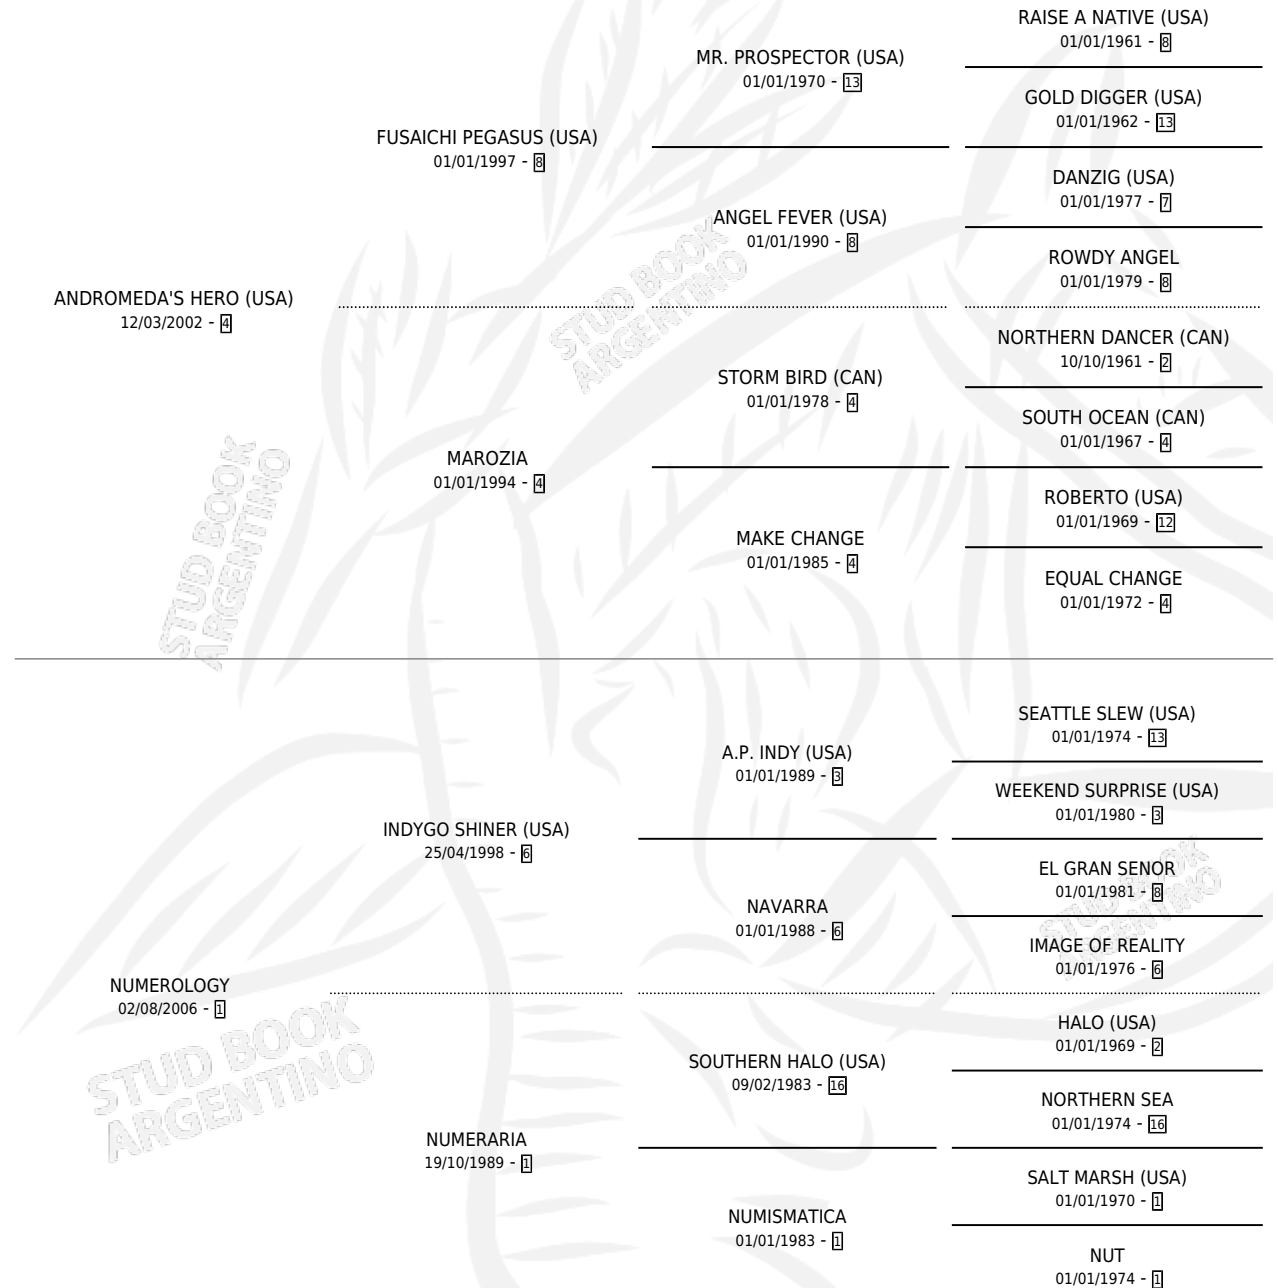 RAISE A NATIVE (USA)
01/01/1961 - 8
MR. PROSPECTOR (USA)
01/01/1970 - 13
GOLD DIGGER (USA)
01/01/1962 - 13
FUSAICHI PEGASUS (USA)
01/01/1997 - 8
DANZIG (USA)
01/01/1977 - 7
ANGEL FEVER (USA)
01/01/1990 - 8
ROWDY ANGEL
01/01/1979 - 8
ANDROMEDA'S HERO (USA)
12/03/2002 - 4
NORTHERN DANCER (CAN)
10/10/1961 - 2
STORM BIRD (CAN)
01/01/1978 - 4
SOUTH OCEAN (CAN)
01/01/1967 - 4
MAROZIA
01/01/1994 - 4
ROBERTO (USA)
01/01/1969 - 12
MAKE CHANGE
01/01/1985 - 4
EQUAL CHANGE
01/01/1972 - 4
STUD BOOK
ARGENTINO
STUD BOOK
ARGENTINO
SEATTLE SLEW (USA)
01/01/1974 - 13
A.P. INDY (USA)
01/01/1989 - 3
WEEKEND SURPRISE (USA)
01/01/1980 - 3
INDYGO SHINER (USA)
25/04/1998 - 6
EL GRAN SENOR
01/01/1981 - 8
NAVARRA
01/01/1988 - 6
IMAGE OF REALITY
01/01/1976 - 6
NUMEROLOGY
02/08/2006 - 1
HALO (USA)
01/01/1969 - 2
SOUTHERN HALO (USA)
09/02/1983 - 16
NORTHERN SEA
01/01/1974 - 16
NUMERARIA
19/10/1989 - 1
SALT MARSH (USA)
01/01/1970 - 1
NUMISMATICA
01/01/1983 - 1
NUT
01/01/1974 - 1
STUD BOOK
ARGENTINO
STUD BOOK
ARGENTINO